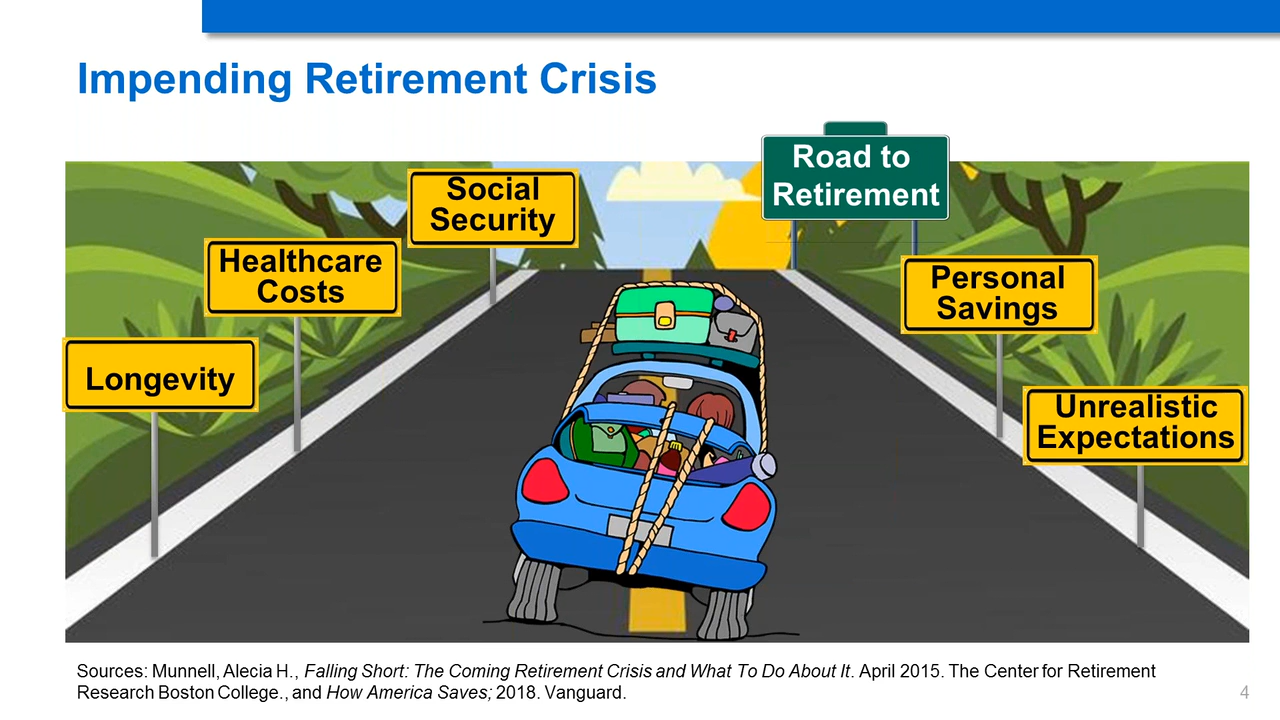 Impending Retirement Crisis
Road to
Retirement
Social
Security
Healthcare
Costs
Longevity
Personal
Savings
Unrealistic
Expectations
Sources: Munnell, Alecia H., Falling Short: The Coming Retirement Crisis and What To Do About It. April 2015. The Center for Retirement
Research Boston College., and How America Saves; 2018. Vanguard.
4